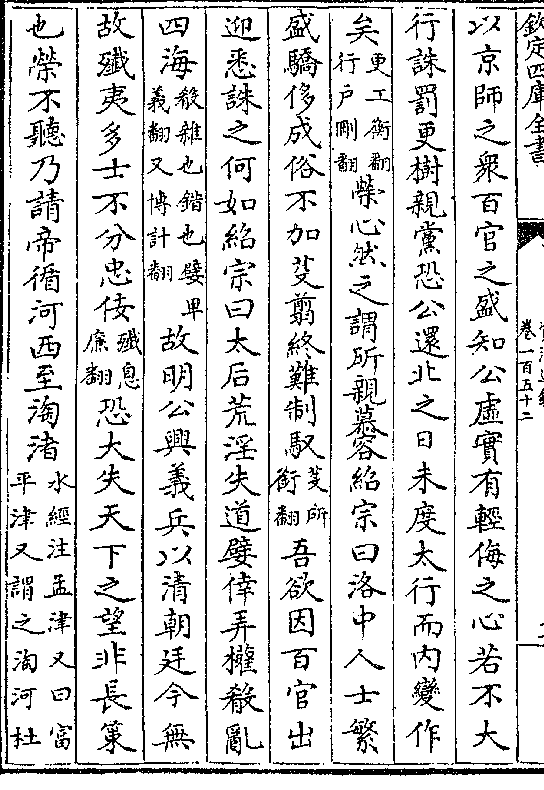 欽定四庫全書
卷一百五十二
以京師之衆百官之盛知公虛實有輕侮之心若不大
行誅罰更樹親黨恐公還北之日未度太行而內變作
矣更工衡翻行戶剛翻榮心然之謂所親慕容紹宗曰洛中人士繁
盛驕侈成俗不加芟翦終難制馭芟所銜翻吾欲因百官出
迎悉誅之何如紹宗曰太后荒淫失道嬖倖弄權殽亂
四海殽雜也錯也嬖卑義翻又博計翻故明公興義兵以清朝廷今無
故殲夷多士不分忠佞殲息廉翻恐大失天下之望非長策
也榮不聽乃請帝循河西至淘渚水經注孟津又曰富平津又謂之淘河杜